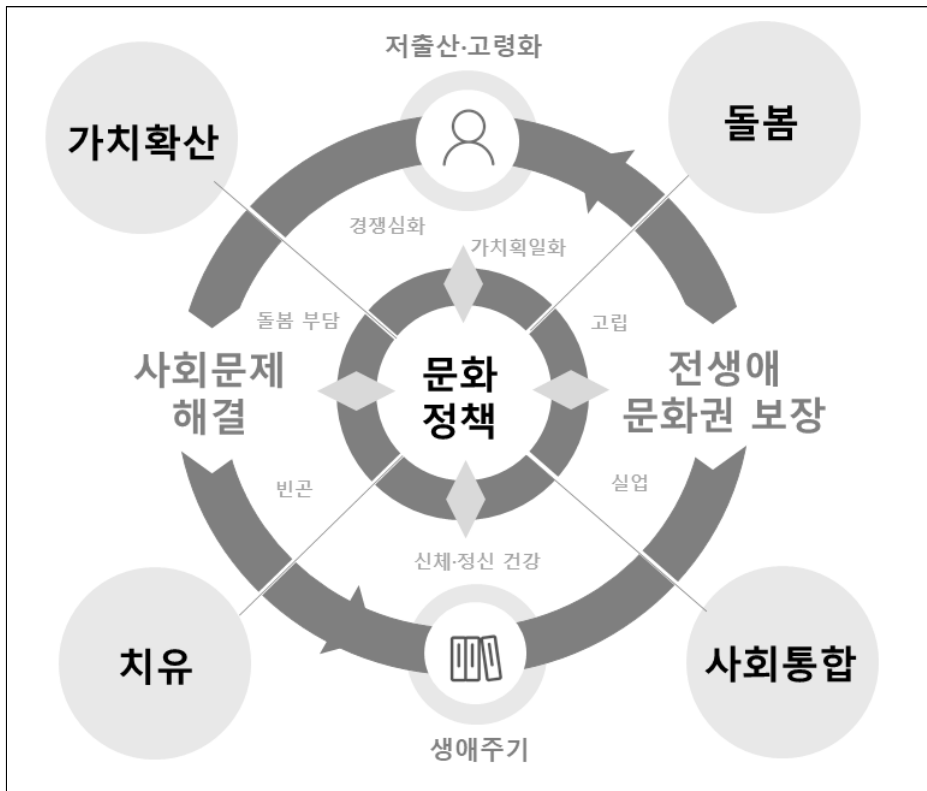 저출산·고령화
가치확산
돌봄
경쟁심화
가치획일화
돌봄 부담
고립
사회문제
해결
문화
정책
전생애
문화권 보장
빈곤
실업
신체·정신 건강
치유
사회통합
생애주기